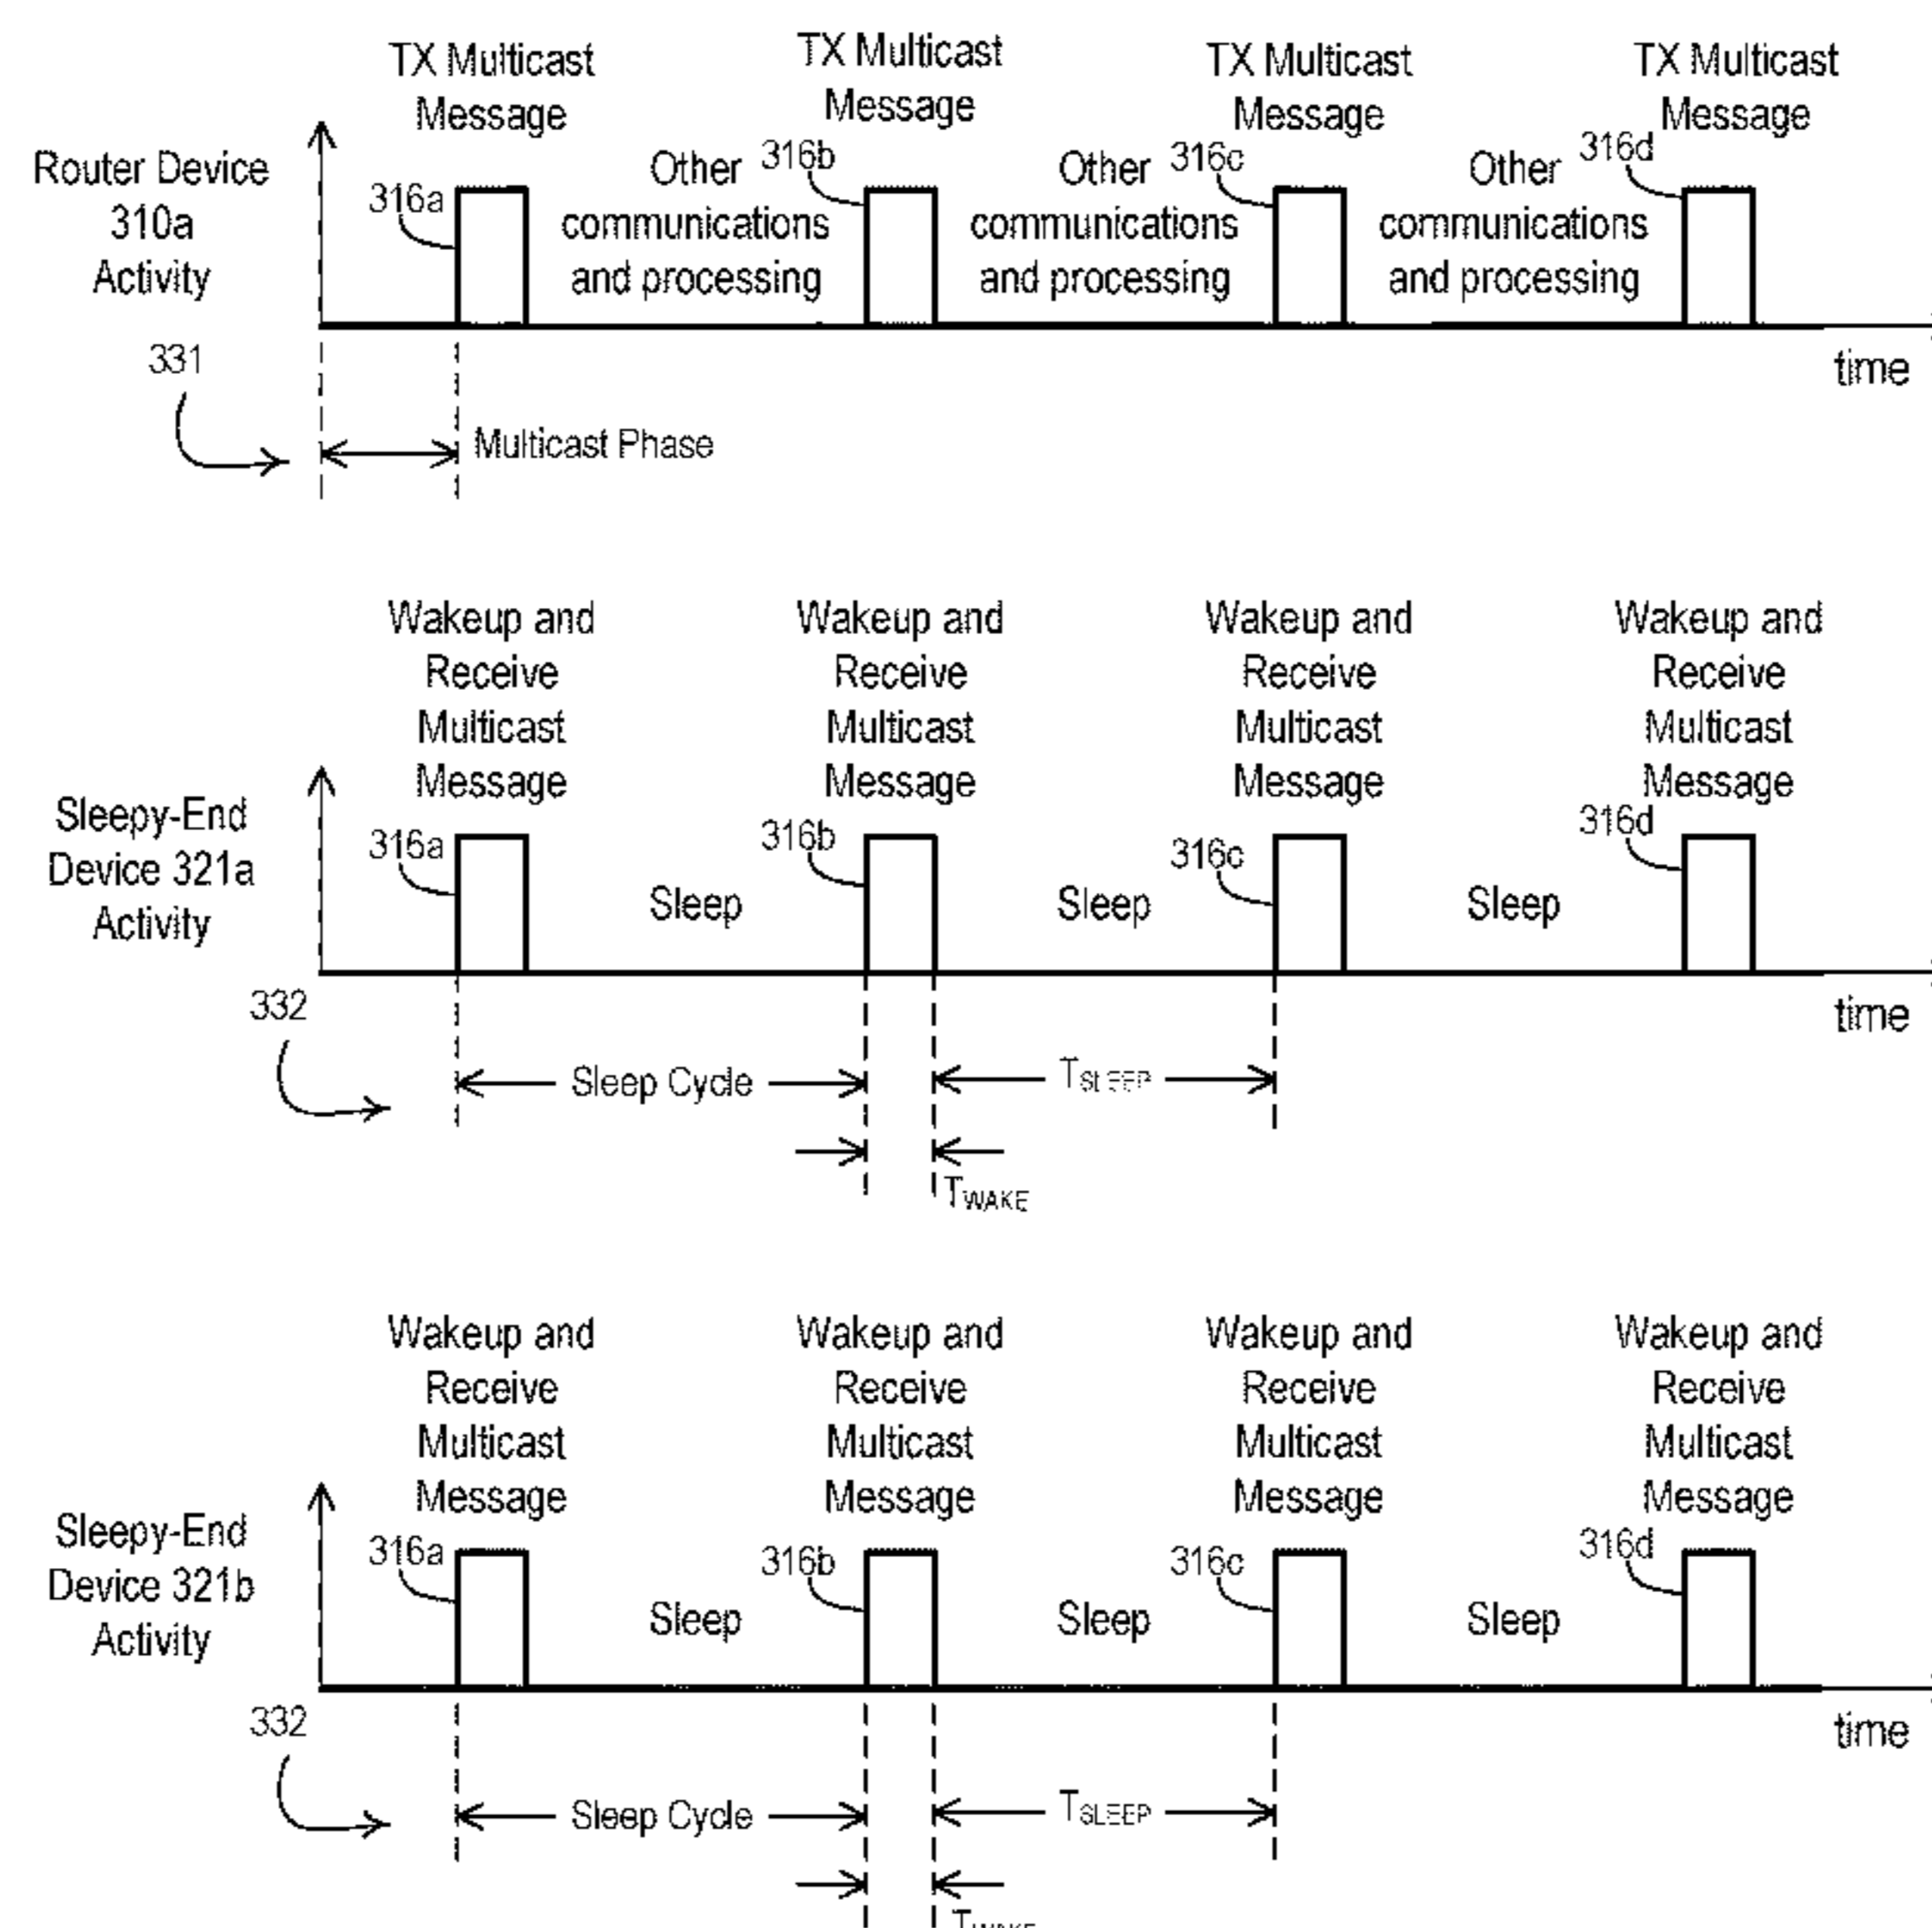 TX Multicast
Message
TX Multicast
Message
TX Multicast
Message
TX Multicast
Message
Router Device
310a
Activity
316a
Other
communications
and processing
316b
Other
communications
and processing
316c
Other
communications
and processing
316d
time
331
Multicast Phase
Wakeup and
Receive
Multicast
Message
Wakeup and
Receive
Multicast
Message
Wakeup and
Receive
Multicast
Message
Wakeup and
Receive
Multicast
Message
Sleepy-End
Device 321a
Activity
316a
Sleep
316b
Sleep
316c
Sleep
316d
time
332
Sleep Cycle
TSLEEP
TWAKE
Wakeup and
Receive
Multicast
Message
Wakeup and
Receive
Multicast
Message
Wakeup and
Receive
Multicast
Message
Wakeup and
Receive
Multicast
Message
Sleepy-End
Device 321b
Activity
316a
Sleep
316b
Sleep
316c
Sleep
316d
time
332
Sleep Cycle
TSLEEP